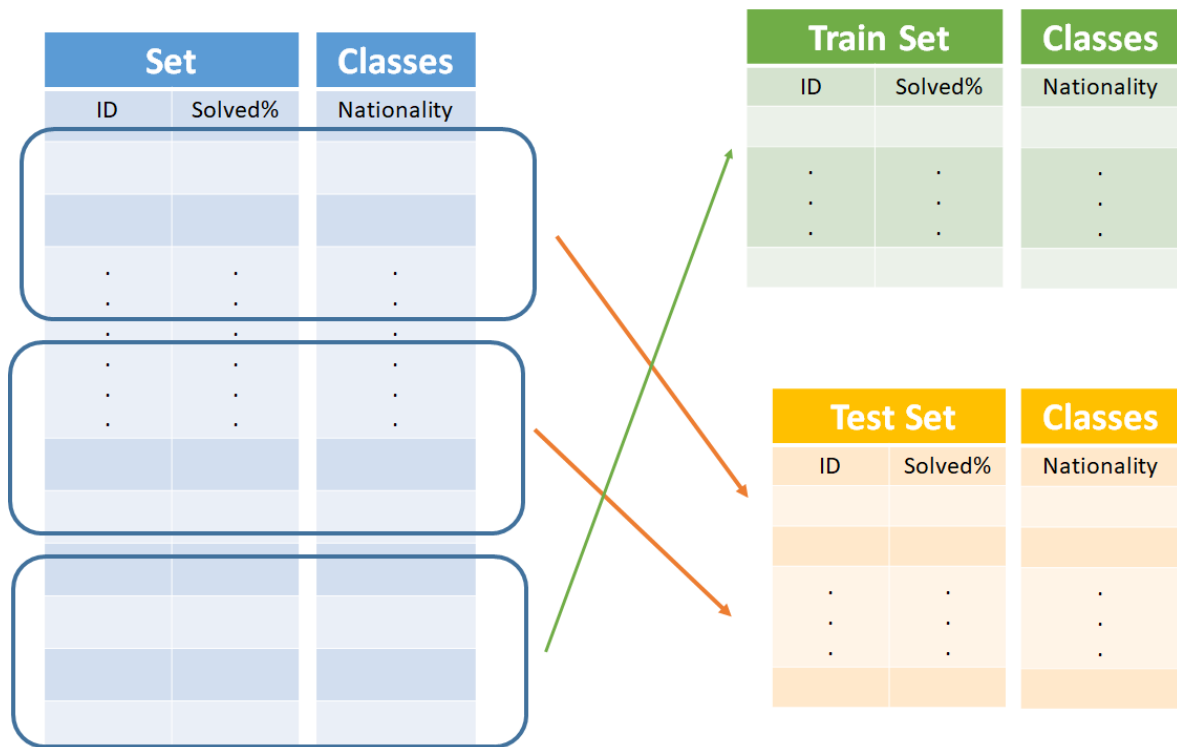 Set Classes
ID Solved% Nationality
. . .
. . .
. . .
. . .
. . .
. . .
Train Set Classes
ID Solved% Nationality
. . .
. . .
. . .
Test Set Classes
ID Solved% Nationality
. . .
. . .
. . .